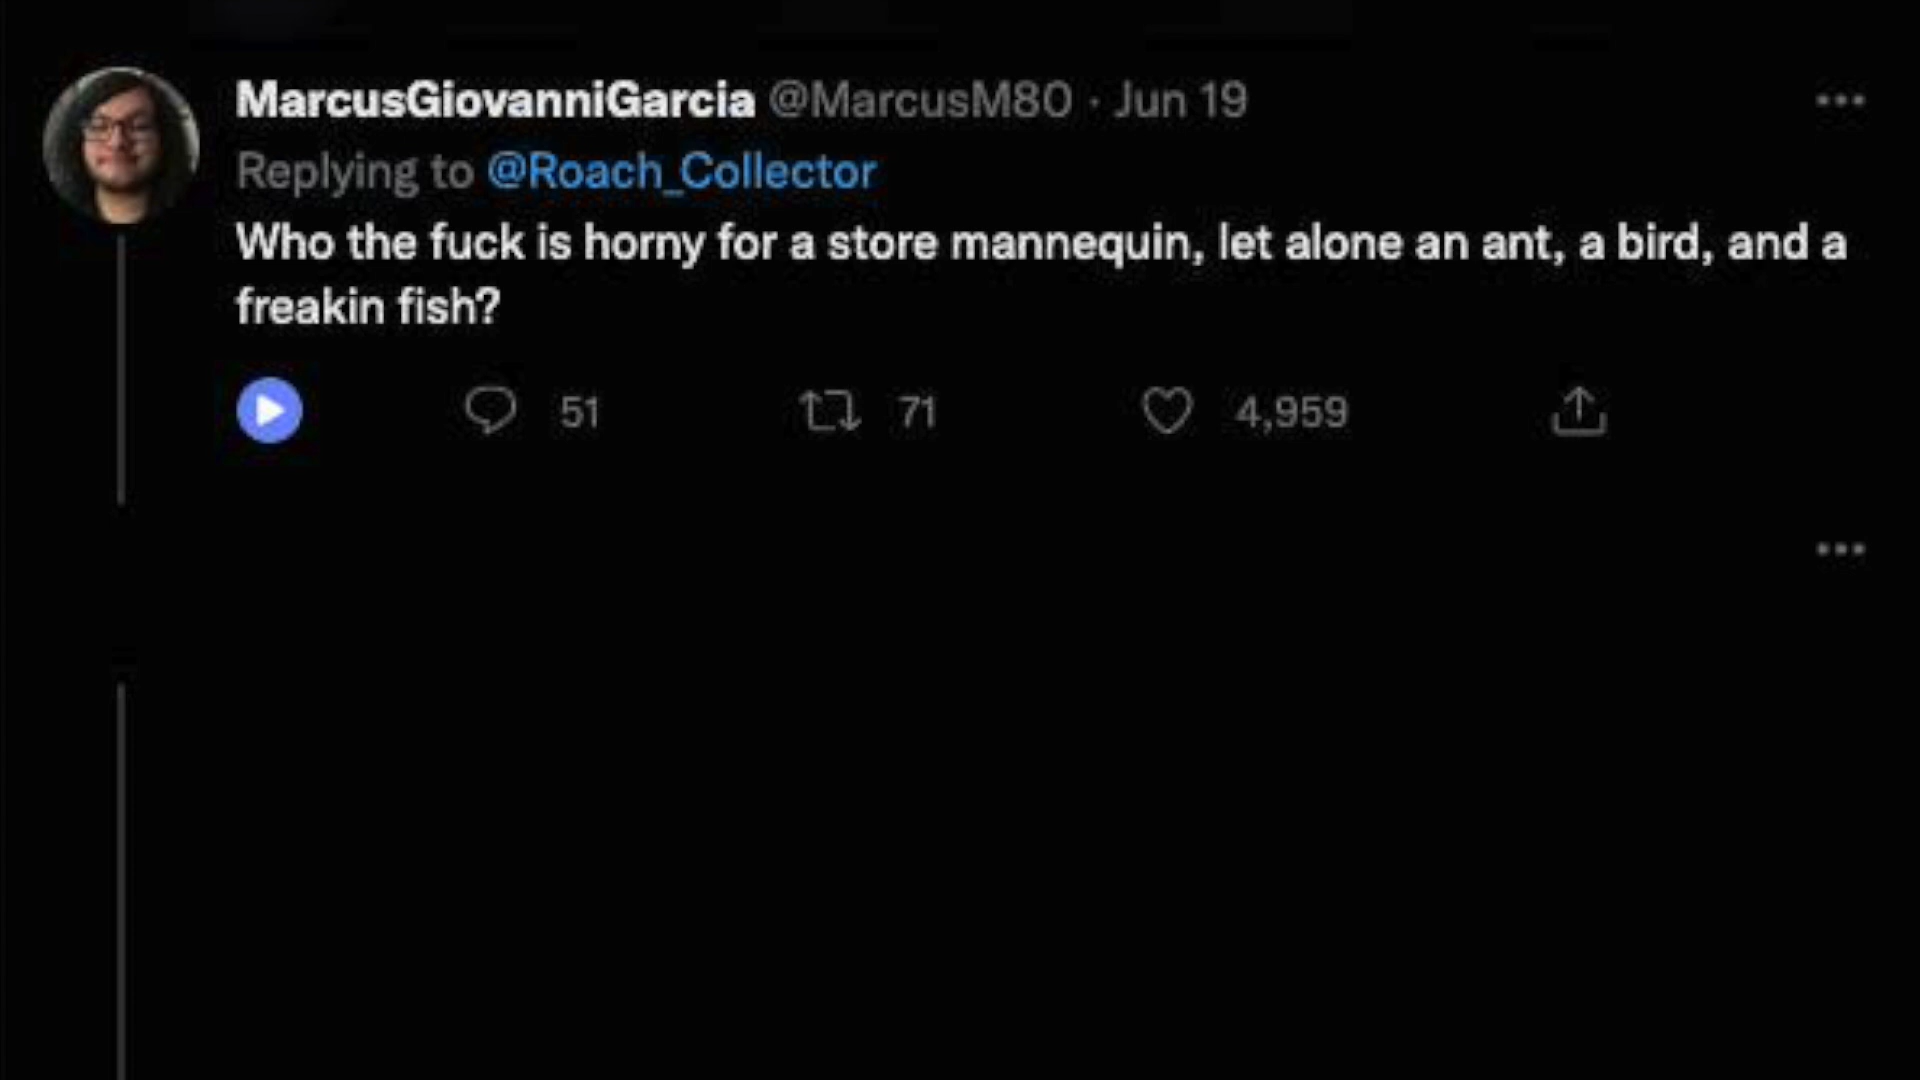 MarcusGiovanniGarcia @MarcusM80 · Jun 19
Replying to @Roach_Collector
Who the fuck is horny for a store mannequin, let alone an ant, a bird, and a
freakin fish?
51 71 4,959